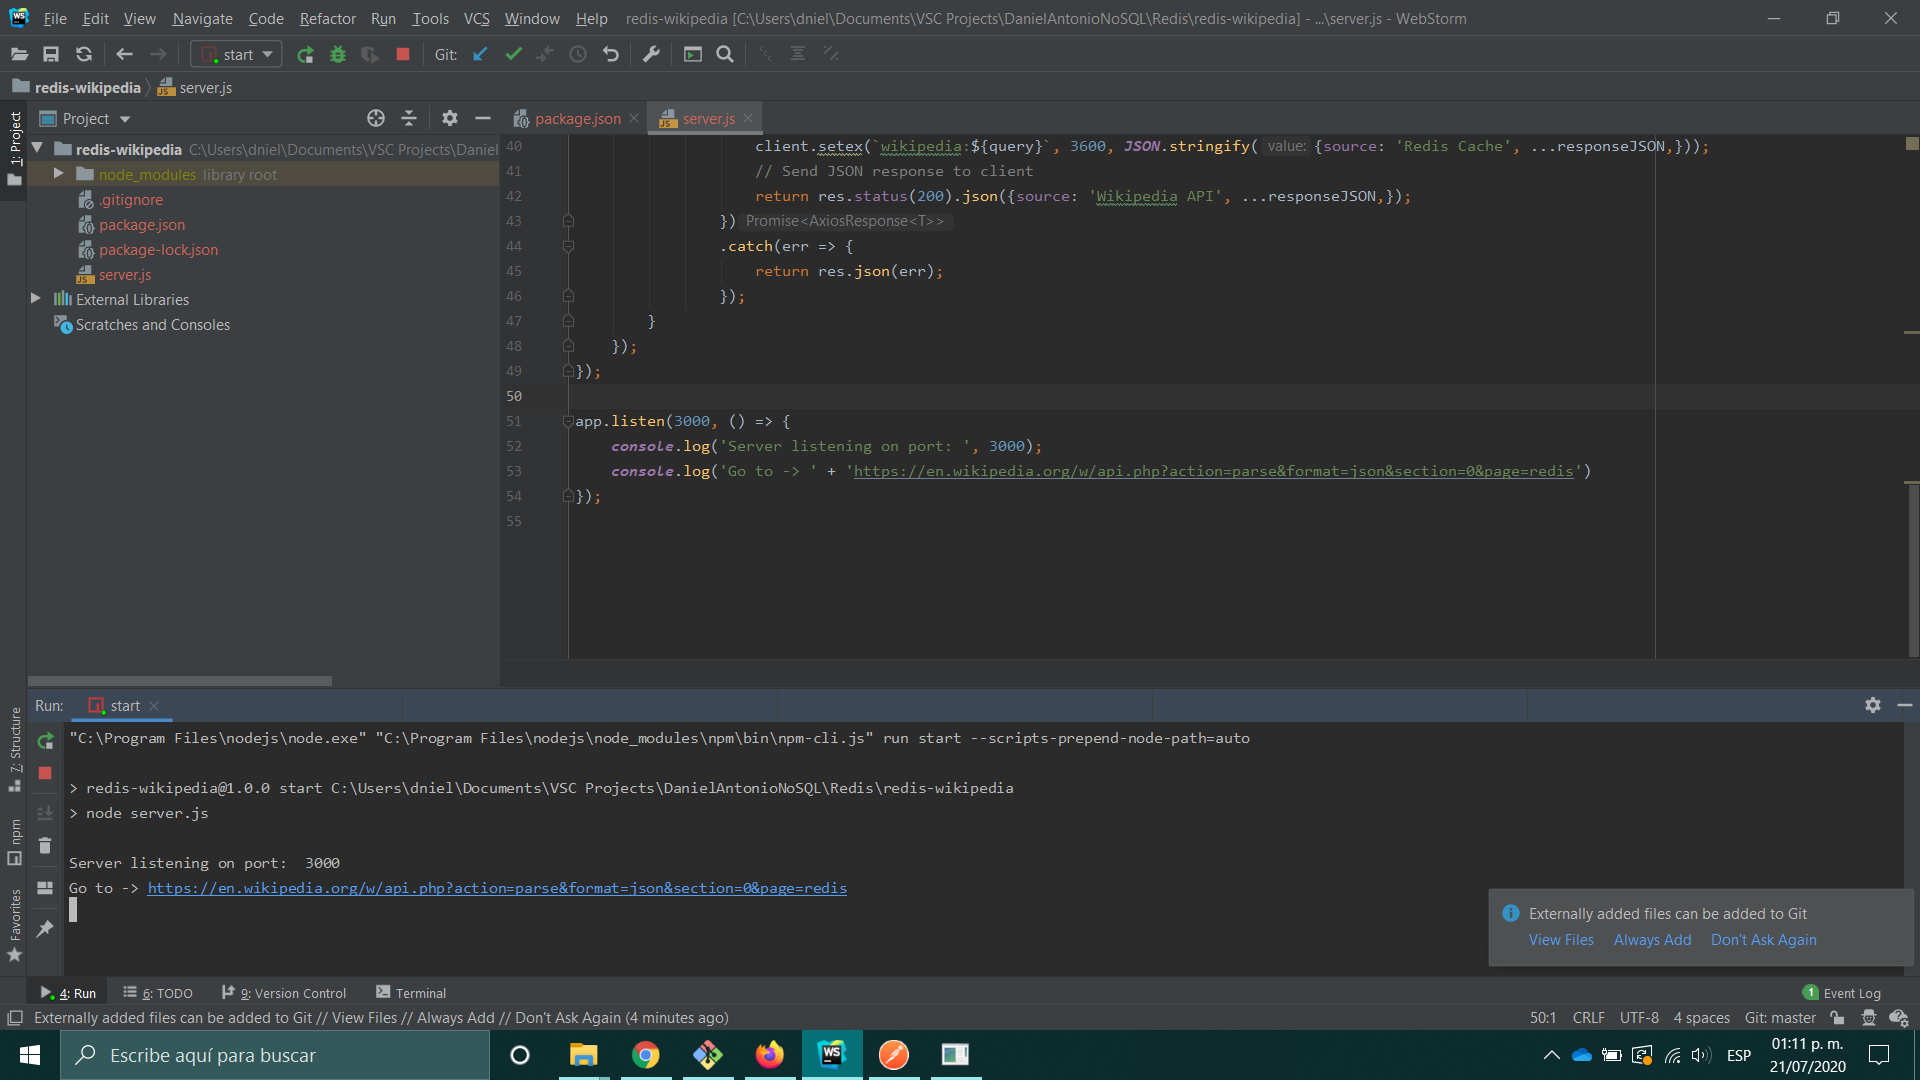 File Edit View Navigate Code Refactor Run Tools VCS Window Help redis-wikipedia [C:\Users\dniel\Documents\VSC Projects\DanielAntonioNoSQL\Redis\redis-wikipedia] - ...\server.js - WebStorm
start Git:
redis-wikipedia server.js
1: Project
Project
package.json
server.js
redis-wikipedia C:\Users\dniel\Documents\VSC Projects\Daniel
node_modules library root
.gitignore
package.json
package-lock.json
server.js
External Libraries
Scratches and Consoles
40 client.setex(`wikipedia:${query}`, 3600, JSON.stringify( value: {source: 'Redis Cache', ...responseJSON,}));
41 // Send JSON response to client
42 return res.status(200).json({source: 'Wikipedia API', ...responseJSON,});
43 }) Promise<AxiosResponse<T>>
44 .catch(err => {
45 return res.json(err);
46 });
47 }
48 });
49 });
50
51 app.listen(3000, () => {
52 console.log('Server listening on port: ', 3000);
53 console.log('Go to -> ' + 'https://en.wikipedia.org/w/api.php?action=parse&format=json&section=0&page=redis')
54 });
55
Run: start
7: Structure
npm
Favorites
"C:\Program Files\nodejs\node.exe" "C:\Program Files\nodejs\node_modules\npm\bin\npm-cli.js" run start --scripts-prepend-node-path=auto
> redis-wikipedia@1.0.0 start C:\Users\dniel\Documents\VSC Projects\DanielAntonioNoSQL\Redis\redis-wikipedia
> node server.js
Server listening on port:  3000
Go to -> https://en.wikipedia.org/w/api.php?action=parse&format=json&section=0&page=redis
Externally added files can be added to Git
View Files Always Add Don't Ask Again
4: Run 6: TODO 9: Version Control Terminal 1 Event Log
Externally added files can be added to Git // View Files // Always Add // Don't Ask Again (4 minutes ago) 50:1 CRLF UTF-8 4 spaces Git: master
Escribe aquí para buscar
WS
ESP
01:11 p. m.
21/07/2020